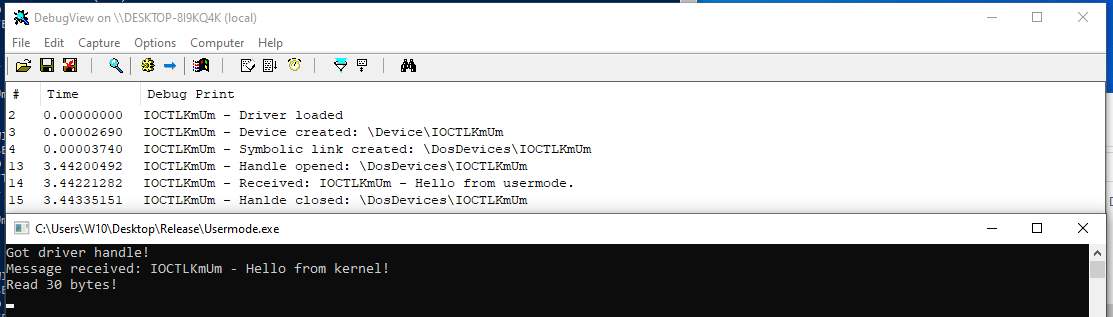 DebugView on \\DESKTOP-8I9KQ4K (local)
File Edit Capture Options Computer Help
# Time Debug Print
2 0.00000000 IOCTLKmUm - Driver loaded
3 0.00002690 IOCTLKmUm - Device created: \Device\IOCTLKmUm
4 0.00003740 IOCTLKmUm - Symbolic link created: \DosDevices\IOCTLKmUm
13 3.44200492 IOCTLKmUm - Handle opened: \DosDevices\IOCTLKmUm
14 3.44221282 IOCTLKmUm - Received: IOCTLKmUm - Hello from usermode.
15 3.44335151 IOCTLKmUm - Hanlde closed: \DosDevices\IOCTLKmUm
C:\Users\W10\Desktop\Release\Usermode.exe
Got driver handle!
Message received: IOCTLKmUm - Hello from kernel!
Read 30 bytes!